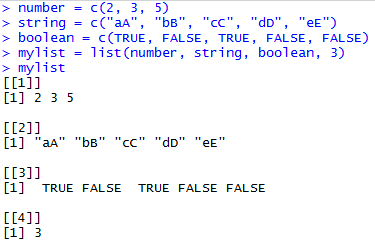 > number = c(2, 3, 5)
> string = c("aA", "bB", "cC", "dD", "eE")
> boolean = c(TRUE, FALSE, TRUE, FALSE, FALSE)
> mylist = list(number, string, boolean, 3)
> mylist
[[1]]
[1] 2 3 5
[[2]]
[1] "aA" "bB" "cC" "dD" "eE"
[[3]]
[1]  TRUE FALSE  TRUE FALSE FALSE
[[4]]
[1] 3